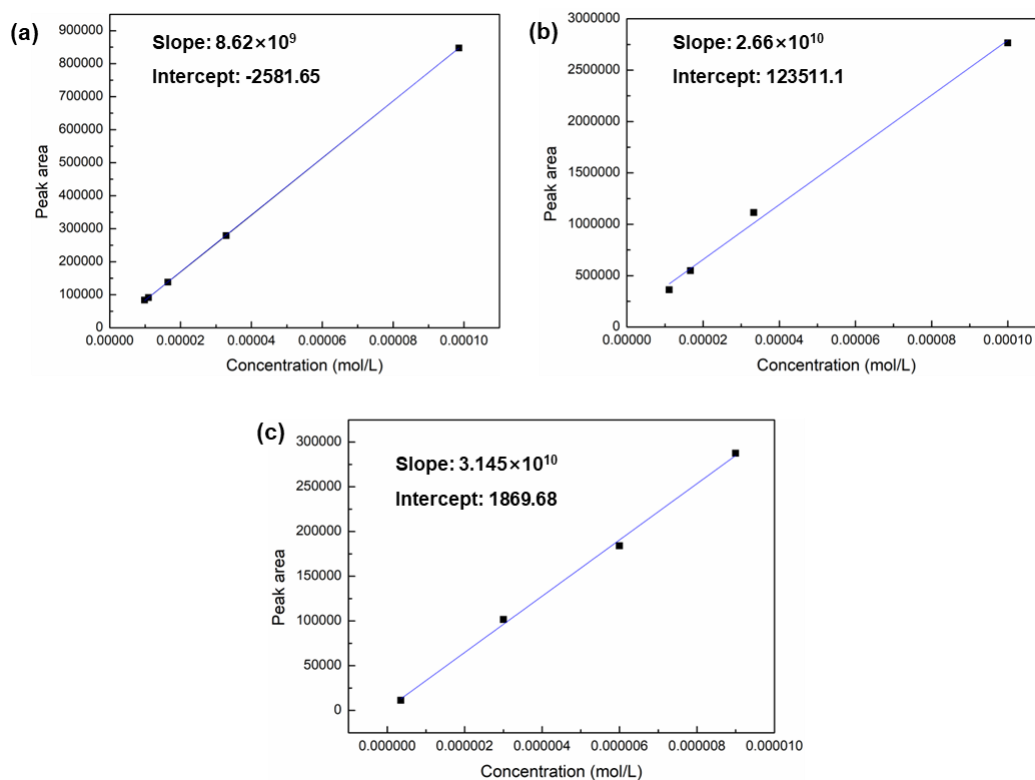 (a)
Slope: 8.62×10⁹
Intercept: -2581.65
900000
800000
700000
600000
500000
400000
300000
200000
100000
0
Peak area
0.00000 0.00002 0.00004 0.00006 0.00008 0.00010
Concentration (mol/L)
(b)
Slope: 2.66×10¹⁰
Intercept: 123511.1
3000000
2500000
2000000
1500000
1000000
500000
0
Peak area
0.00000 0.00002 0.00004 0.00006 0.00008 0.00010
Concentration (mol/L)
(c)
Slope: 3.145×10¹⁰
Intercept: 1869.68
300000
250000
200000
150000
100000
50000
0
Peak area
0.000000 0.000002 0.000004 0.000006 0.000008 0.000010
Concentration (mol/L)